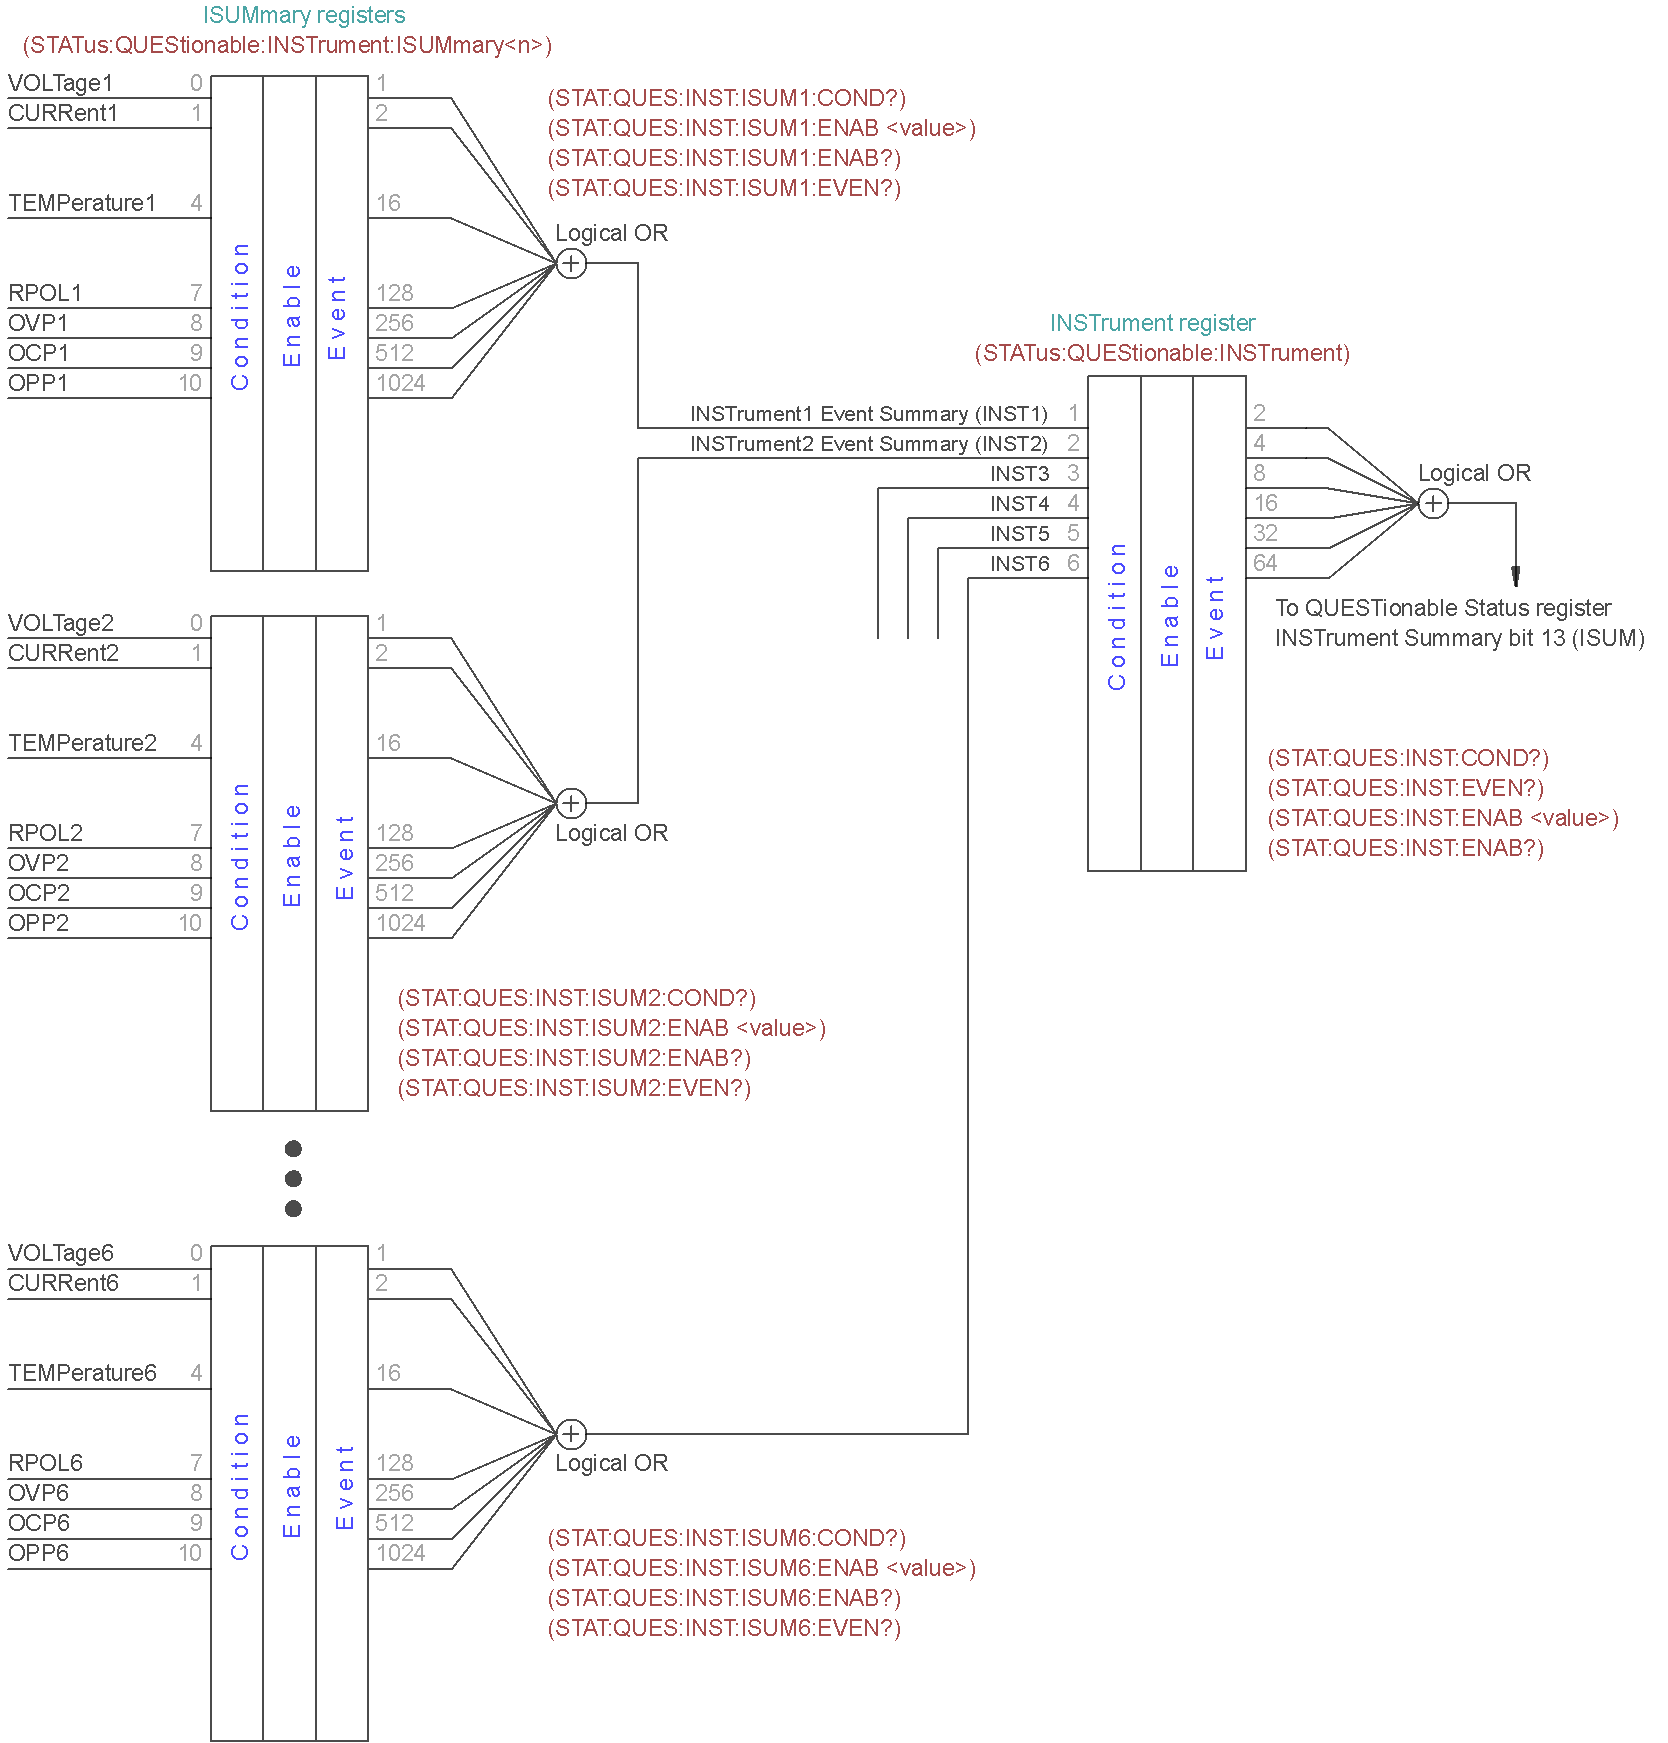 ISUMmary registers
(STATus:QUEStionable:INSTrument:ISUMmary<n>)
VOLTage1 0 1
CURRent1 1 2
TEMPerature1 4 16
RPOL1 7 128
OVP1 8 256
OCP1 9 512
OPP1 10 1024
Condition
Enable
Event
(STAT:QUES:INST:ISUM1:COND?)
(STAT:QUES:INST:ISUM1:ENAB <value>)
(STAT:QUES:INST:ISUM1:ENAB?)
(STAT:QUES:INST:ISUM1:EVEN?)
Logical OR
INSTrument register
(STATus:QUEStionable:INSTrument)
INSTrument1 Event Summary (INST1) 1 2
INSTrument2 Event Summary (INST2) 2 4
INST3 3 8
INST4 4 16
INST5 5 32
INST6 6 64
Condition
Enable
Event
Logical OR
To QUESTionable Status register
INSTrument Summary bit 13 (ISUM)
(STAT:QUES:INST:COND?)
(STAT:QUES:INST:EVEN?)
(STAT:QUES:INST:ENAB <value>)
(STAT:QUES:INST:ENAB?)
VOLTage2 0 1
CURRent2 1 2
TEMPerature2 4 16
RPOL2 7 128
OVP2 8 256
OCP2 9 512
OPP2 10 1024
Condition
Enable
Event
Logical OR
(STAT:QUES:INST:ISUM2:COND?)
(STAT:QUES:INST:ISUM2:ENAB <value>)
(STAT:QUES:INST:ISUM2:ENAB?)
(STAT:QUES:INST:ISUM2:EVEN?)
VOLTage6 0 1
CURRent6 1 2
TEMPerature6 4 16
RPOL6 7 128
OVP6 8 256
OCP6 9 512
OPP6 10 1024
Condition
Enable
Event
Logical OR
(STAT:QUES:INST:ISUM6:COND?)
(STAT:QUES:INST:ISUM6:ENAB <value>)
(STAT:QUES:INST:ISUM6:ENAB?)
(STAT:QUES:INST:ISUM6:EVEN?)